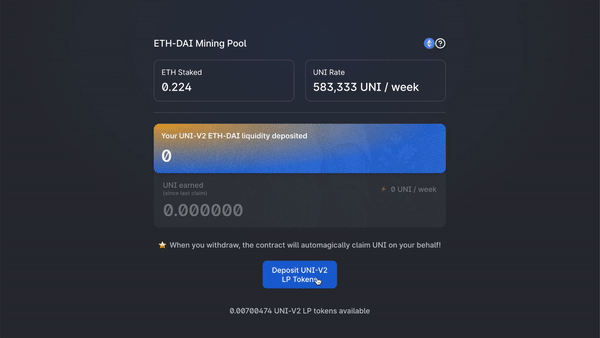 ETH-DAI Mining Pool
ETH Staked
0.224
UNI Rate
583,333 UNI / week
Your UNI-V2 ETH-DAI liquidity deposited
0
UNI earned
(since last claim)
0 UNI / week
0.000000
When you withdraw, the contract will automagically claim UNI on your behalf!
Deposit UNI-V2
LP Tokens
0.00700474 UNI-V2 LP tokens available